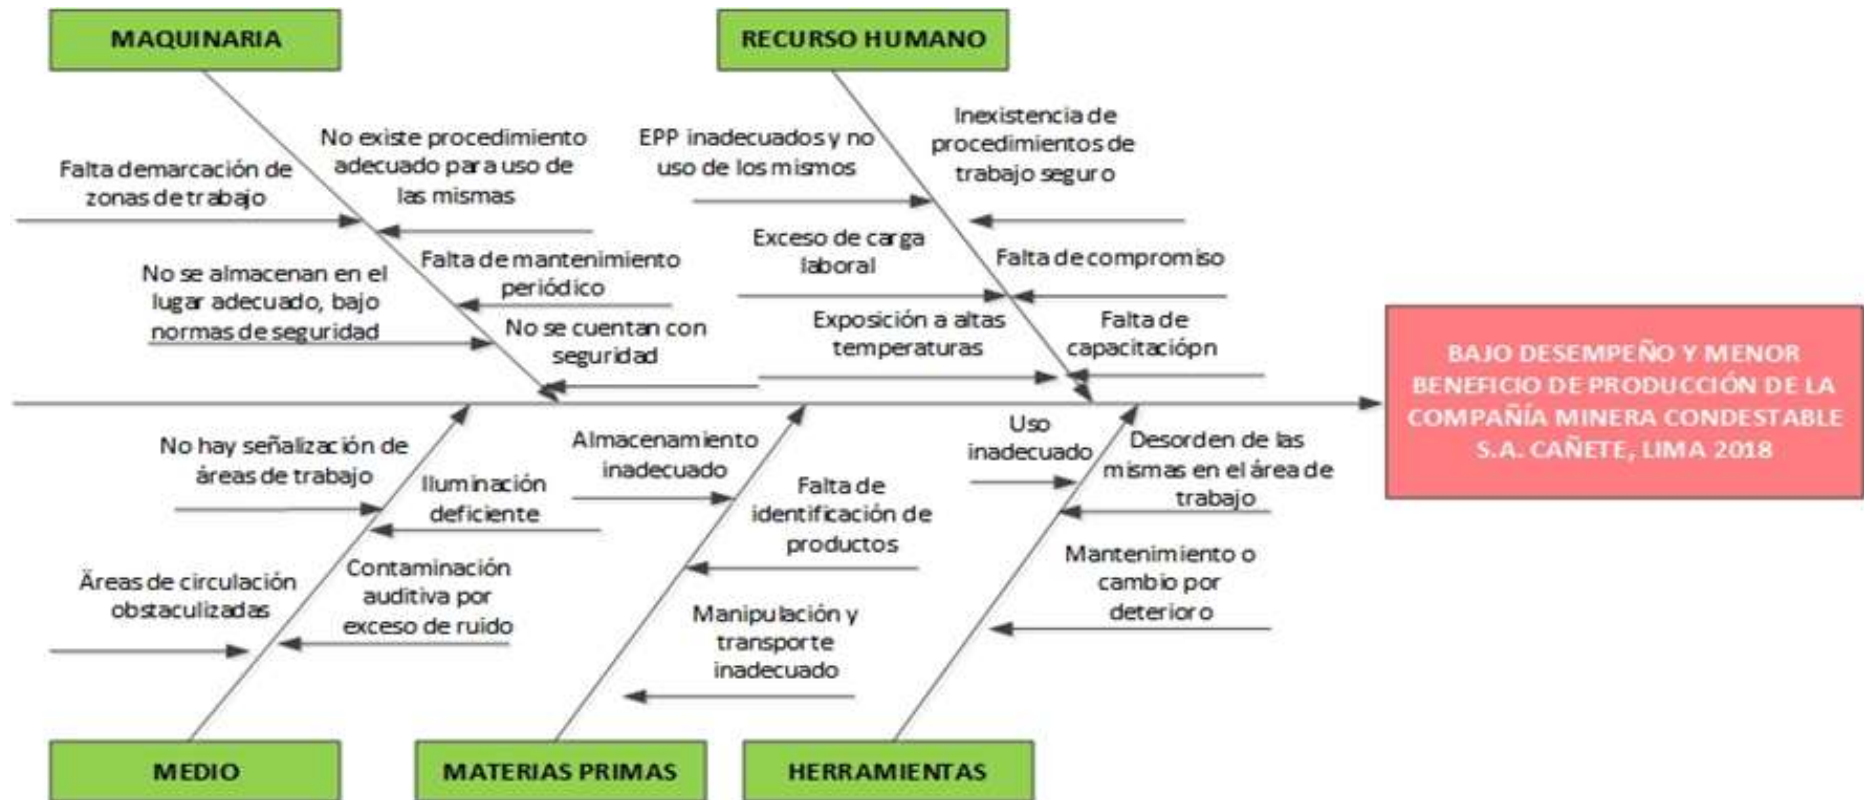 MAQUINARIA
RECURSO HUMANO
Falta demarcación de
zonas de trabajo
No existe procedimiento
adecuado para uso de
las mismas
No se almacenan en el
lugar adecuado, bajo
normas de seguridad
Falta de mantenimiento
periódico
No se cuentan con
seguridad
EPP inadecuados y no
uso de los mismos
Inexistencia de
procedimientos de
trabajo seguro
Exceso de carga
laboral
Falta de compromiso
Exposición a altas
temperaturas
Falta de
capacitaciópn
BAJO DESEMPEÑO Y MENOR
BENEFICIO DE PRODUCCIÓN DE LA
COMPAÑÍA MINERA CONDESTABLE
S.A. CAÑETE, LIMA 2018
No hay señalización de
áreas de trabajo
Iluminación
deficiente
Äreas de circulación
obstaculizadas
Contaminación
auditiva por
exceso de ruido
Almacenamiento
inadecuado
Falta de
identificación de
productos
Manipulación y
transporte
inadecuado
Uso
inadecuado
Desorden de las
mismas en el área de
trabajo
Mantenimiento o
cambio por
deterioro
MEDIO
MATERIAS PRIMAS
HERRAMIENTAS